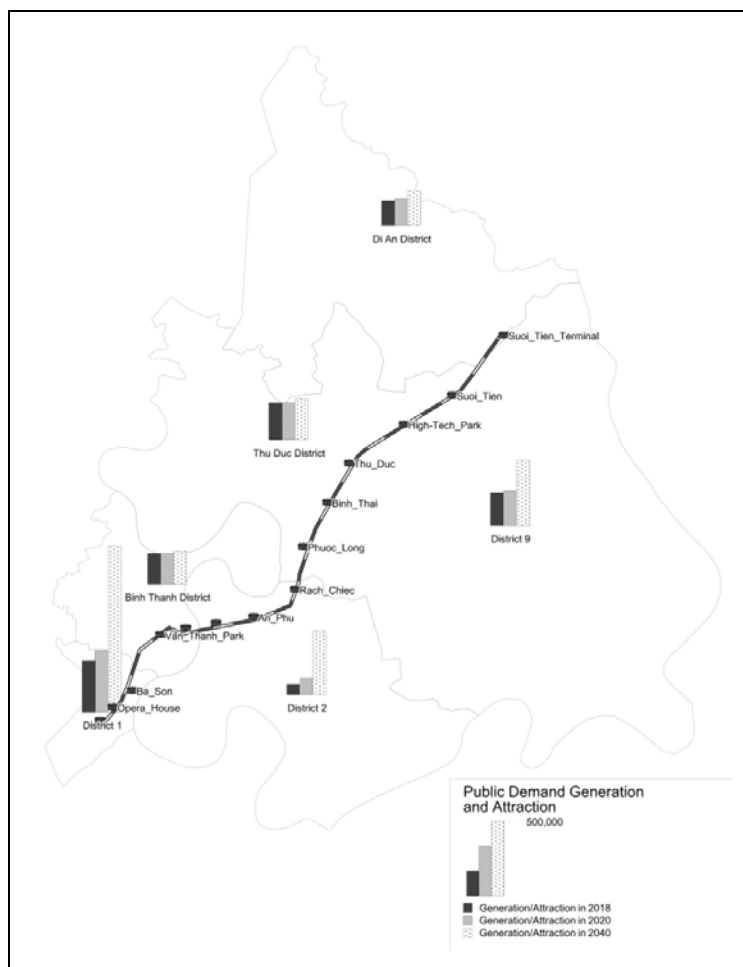 Di An District
Suoi_Tien_Terminal
Suoi_Tien
High-Tech_Park
Thu Duc District
Thu_Duc
Binh_Thai
District 9
Phuoc_Long
Rach_Chiec
Binh Thanh District
An_Phu
Van_Thanh_Park
Ba_Son
District 2
Opera_House
District 1
Public Demand Generation
and Attraction
500,000
Generation/Attraction in 2018
Generation/Attraction in 2020
Generation/Attraction in 2040